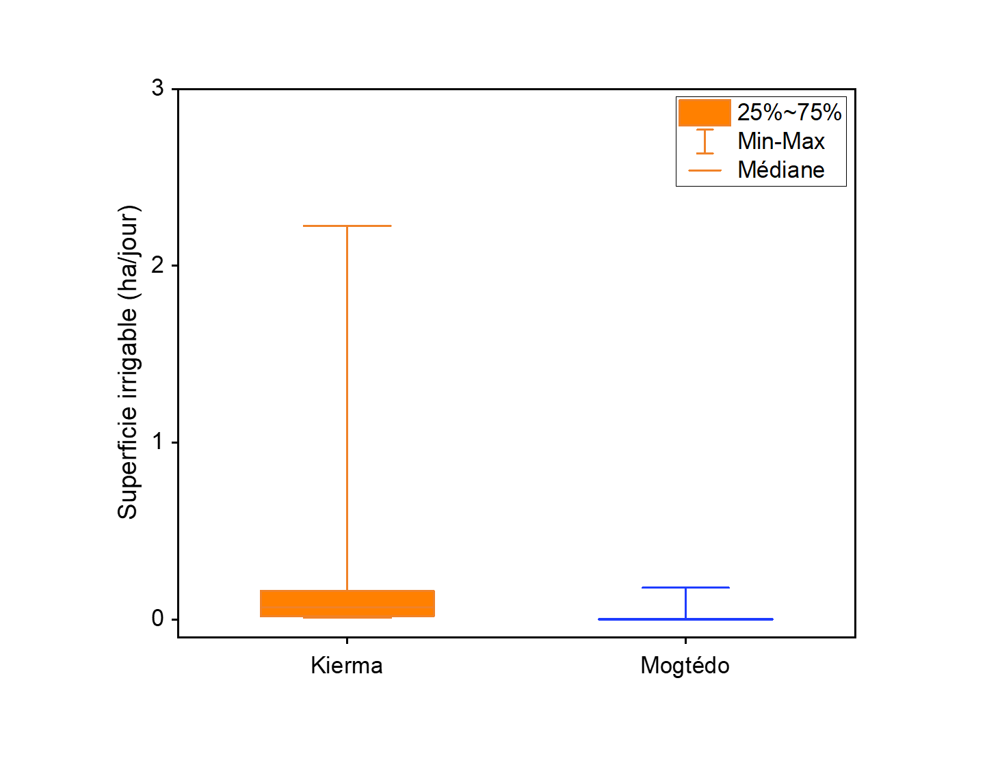 3
25%~75%
Min-Max
Médiane
Superficie irrigable (ha/jour)
2
1
0
Kierma
Mogtédo